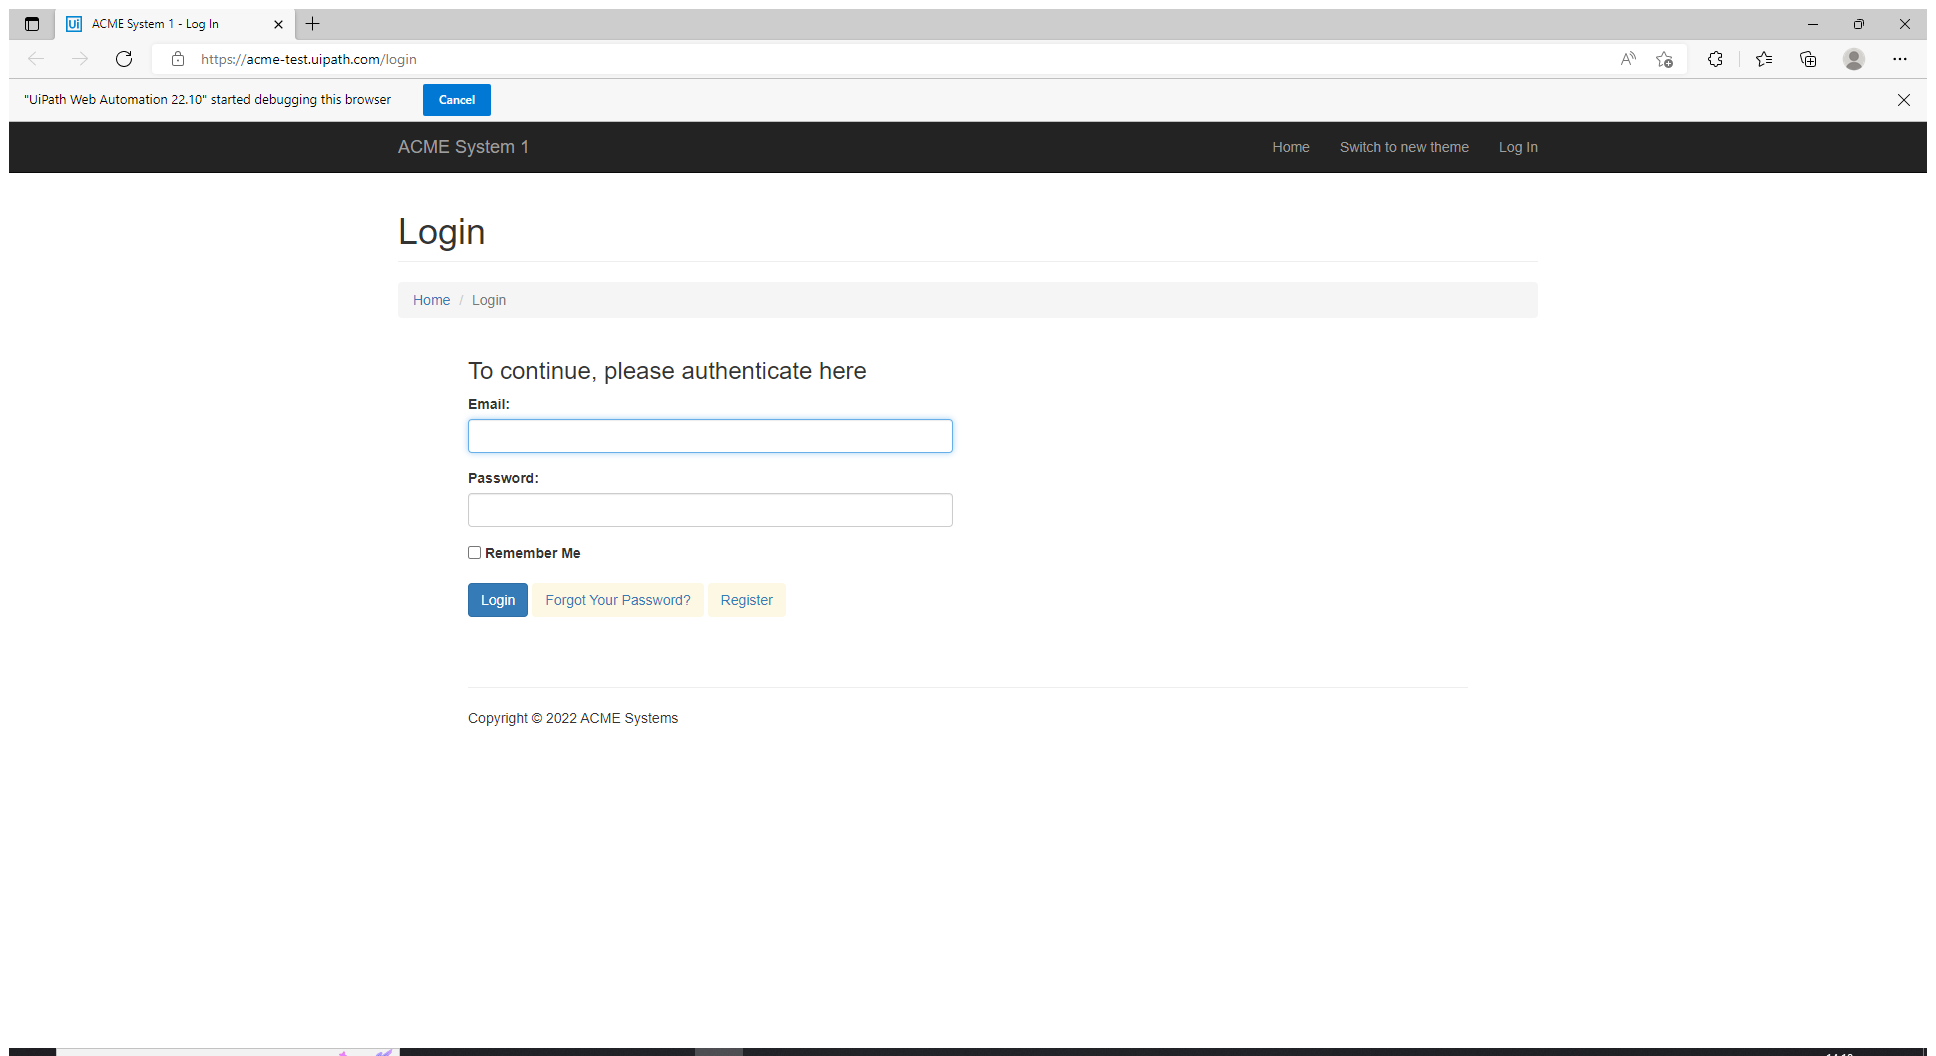 Ui ACME System 1 - Log In
https://acme-test.uipath.com/login
"UiPath Web Automation 22.10" started debugging this browser Cancel
ACME System 1 Home Switch to new theme Log In
Login
Home / Login
To continue, please authenticate here
Email:
Password:
Remember Me
Login Forgot Your Password? Register
Copyright © 2022 ACME Systems